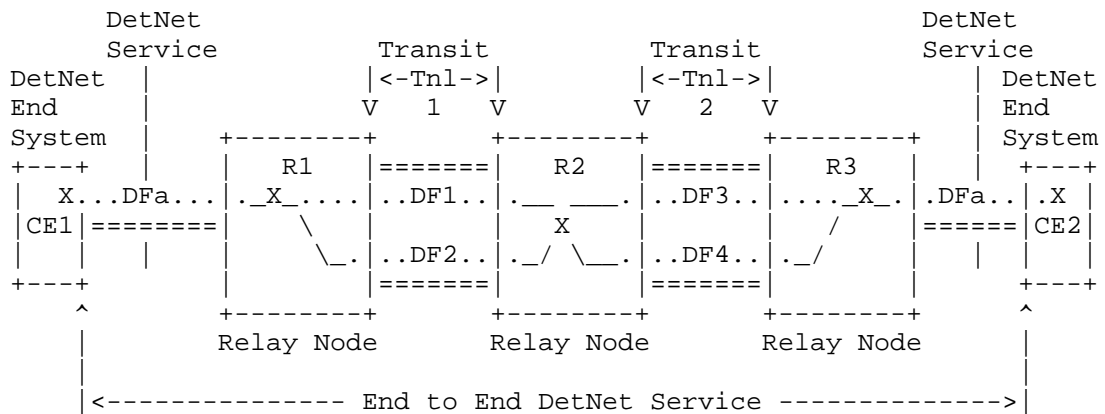 DetNet                                             DetNet
         Service            Transit          Transit        Service
DetNet     |               |<-Tnl->|        |<-Tnl->|          |  DetNet
End        |               V   1   V        V   2   V          |  End
System     |      +--------+       +--------+       +--------+ |  System
+---+      |      |   R1   |=======|   R2   |=======|   R3   | |  +---+
|  X...DFa...|._X_....|..DF1..|.__ ___.|..DF3..|...._X_.|.DFa..|.X |
|CE1|========|    \   |       |   X    |       |   /    |======|CE2|
|   |   |    |     \_.|..DF2..|._/ \__.|..DF4..|._/     |   |  |   |
+---+        |        |=======|        |=======|        |      +---+
    ^        +--------+       +--------+       +--------+      ^
    |        Relay Node       Relay Node       Relay Node      |
    |                                                          |
    |<--------------- End to End DetNet Service -------------->|